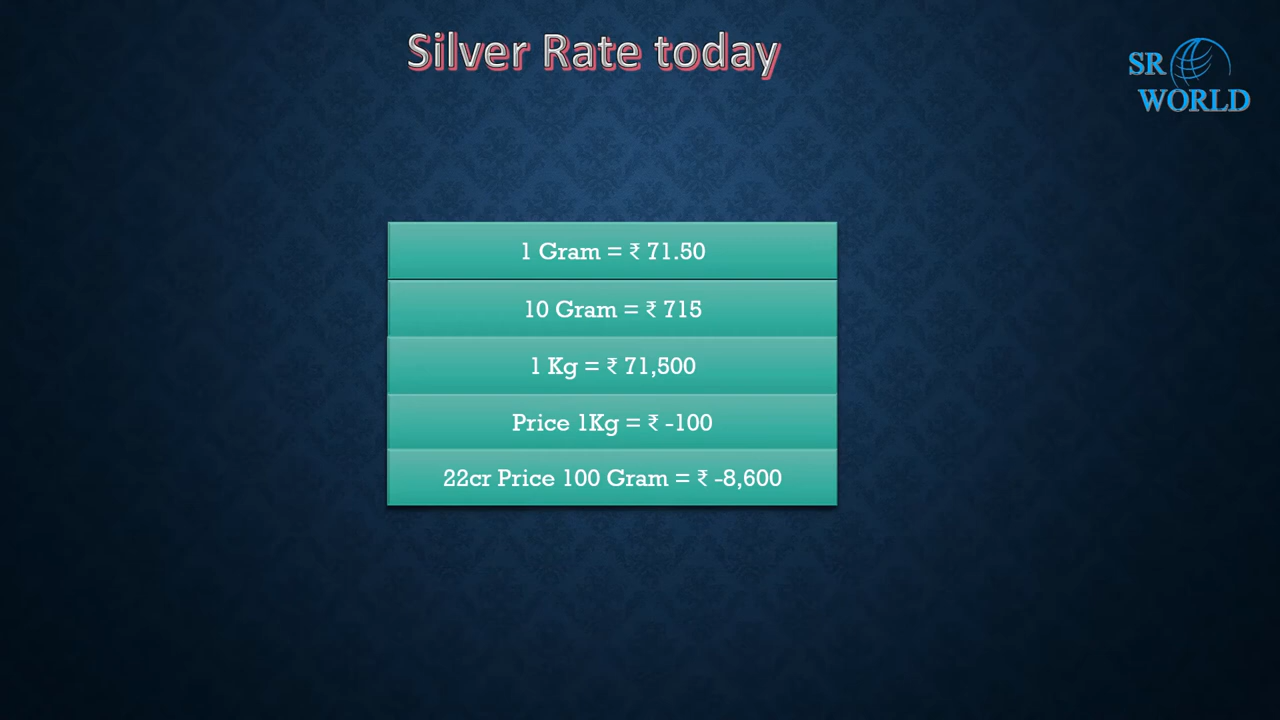 Silver Rate today
SR
WORLD
1 Gram = ₹ 71.50
10 Gram = ₹ 715
1 Kg = ₹ 71,500
Price 1Kg = ₹ -100
22cr Price 100 Gram = ₹ -8,600